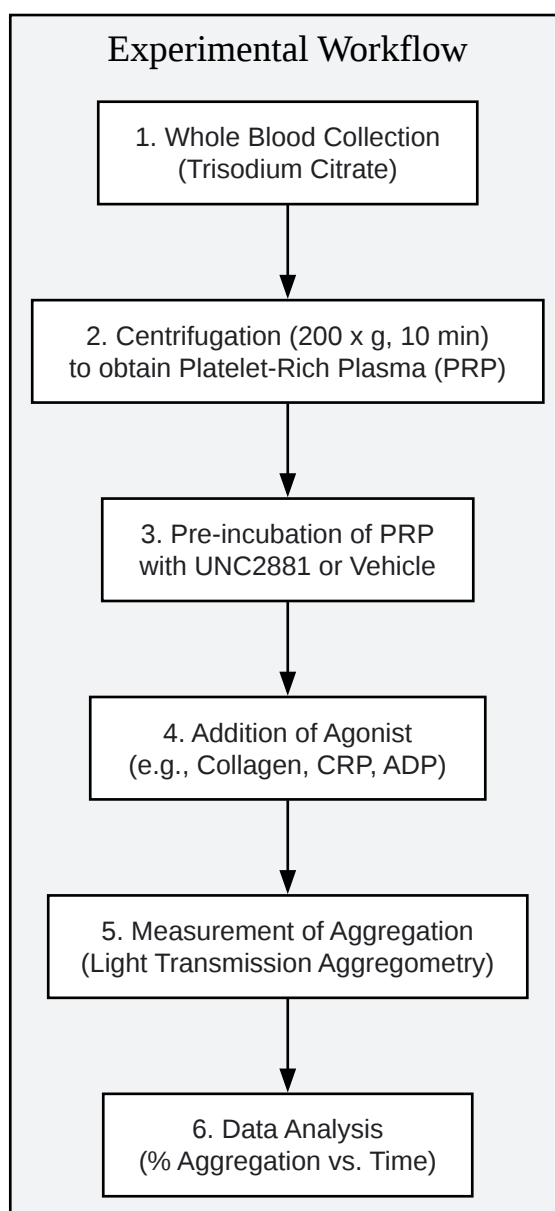 Experimental Workflow
1. Whole Blood Collection
(Trisodium Citrate)
2. Centrifugation (200 x g, 10 min)
to obtain Platelet-Rich Plasma (PRP)
3. Pre-incubation of PRP
with UNC2881 or Vehicle
4. Addition of Agonist
(e.g., Collagen, CRP, ADP)
5. Measurement of Aggregation
(Light Transmission Aggregometry)
6. Data Analysis
(% Aggregation vs. Time)